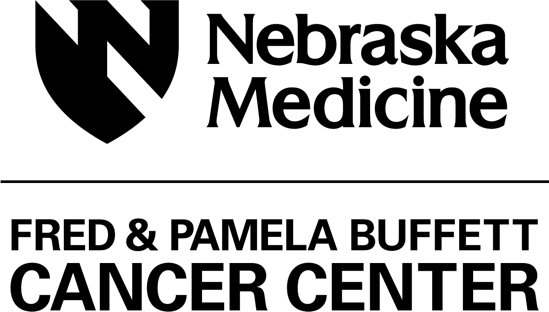 Nebraska
Medicine
FRED & PAMELA BUFFETT
CANCER CENTER